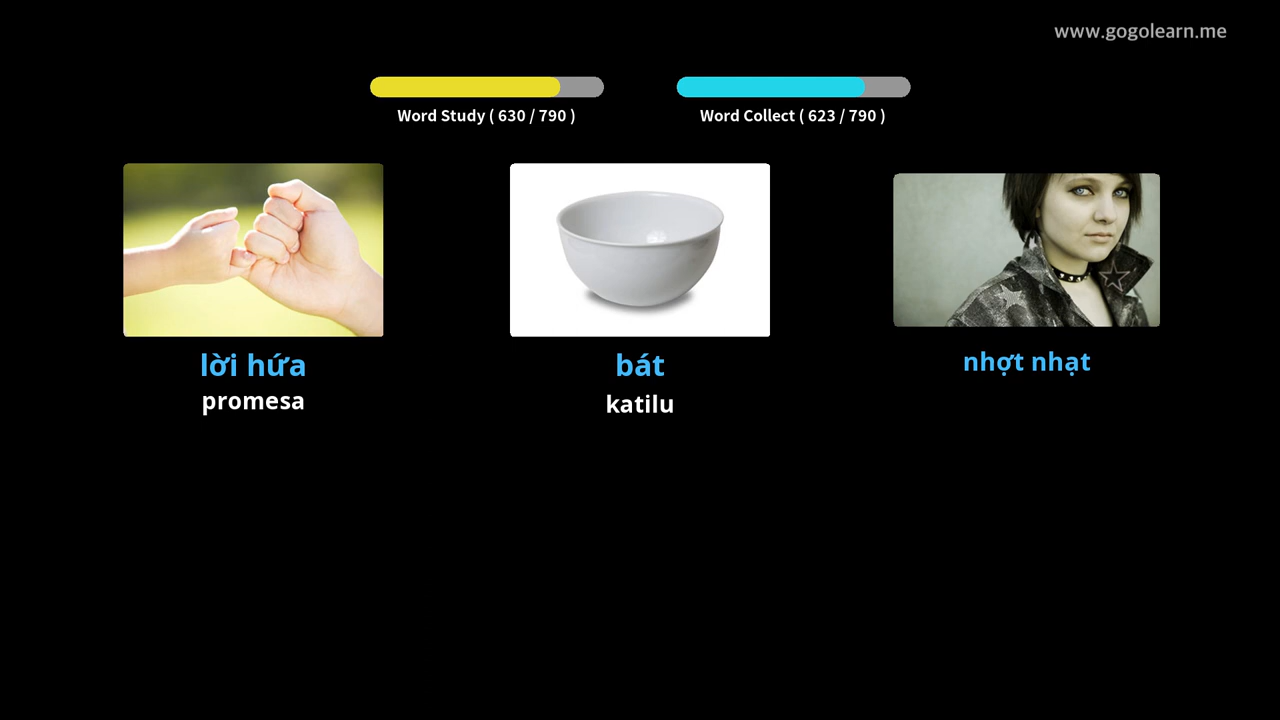 www.gogolearn.me
Word Study ( 630 / 790 )
Word Collect ( 623 / 790 )
lời hứa
promesa
bát
katilu
nhợt nhạt